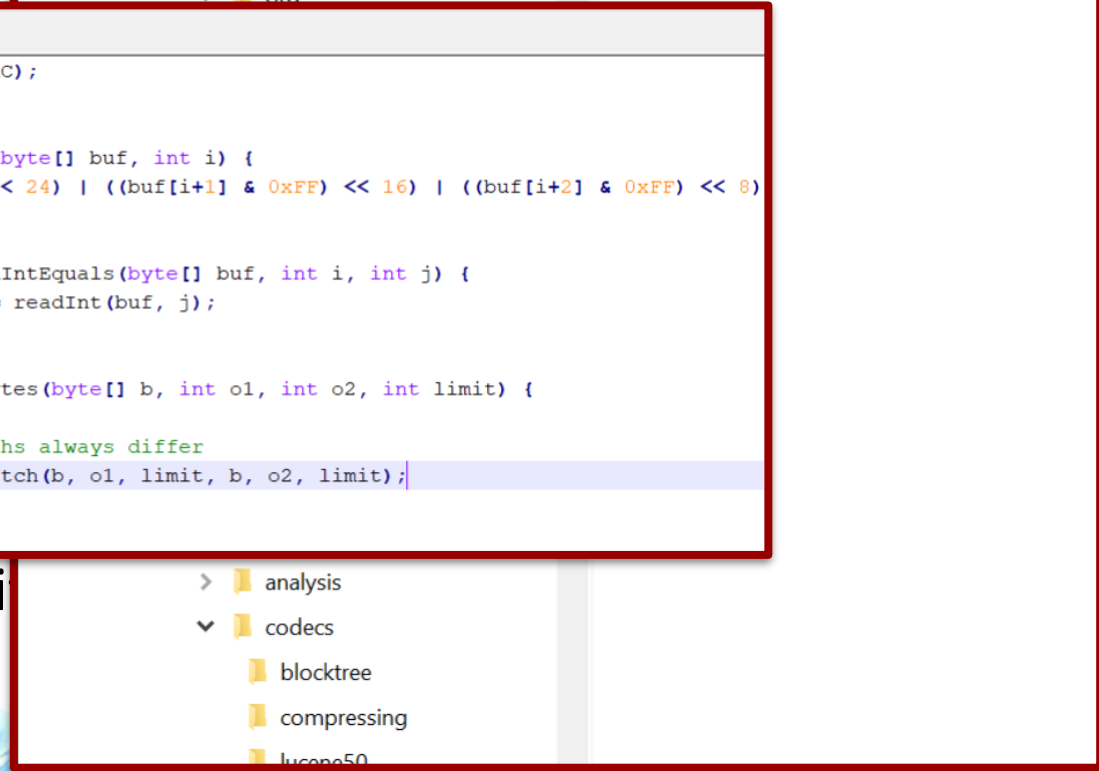 C);
byte[] buf, int i) {
< 24) | ((buf[i+1] & 0xFF) << 16) | ((buf[i+2] & 0xFF) << 8)
IntEquals(byte[] buf, int i, int j) {
readInt(buf, j);
tes(byte[] b, int o1, int o2, int limit) {
hs always differ
tch(b, o1, limit, b, o2, limit);
analysis
codecs
blocktree
compressing
lucene50